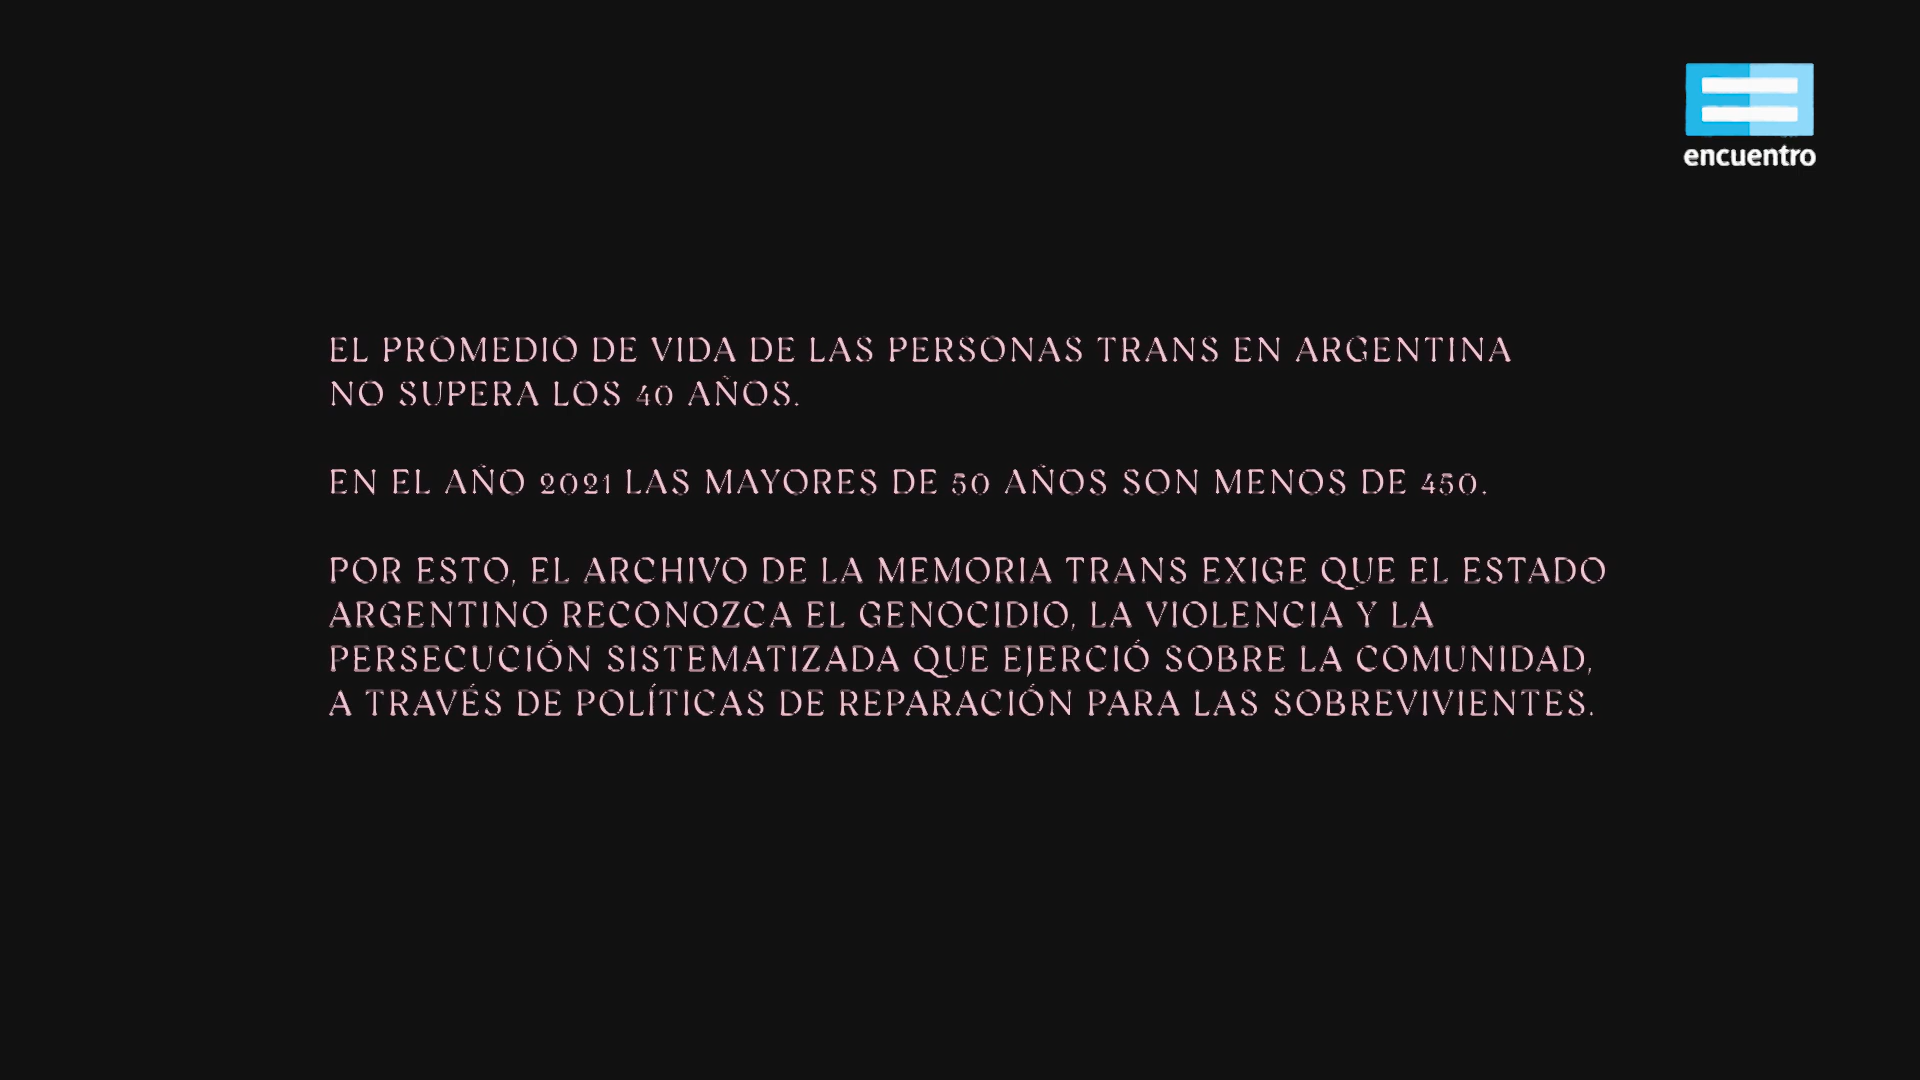 encuentro
EL PROMEDIO DE VIDA DE LAS PERSONAS TRANS EN ARGENTINA
NO SUPERA LOS 40 AÑOS.
EN EL AÑO 2021 LAS MAYORES DE 50 AÑOS SON MENOS DE 450.
POR ESTO, EL ARCHIVO DE LA MEMORIA TRANS EXIGE QUE EL ESTADO
ARGENTINO RECONOZCA EL GENOCIDIO, LA VIOLENCIA Y LA
PERSECUCIÓN SISTEMATIZADA QUE EJERCIÓ SOBRE LA COMUNIDAD,
A TRAVÉS DE POLÍTICAS DE REPARACIÓN PARA LAS SOBREVIVIENTES.